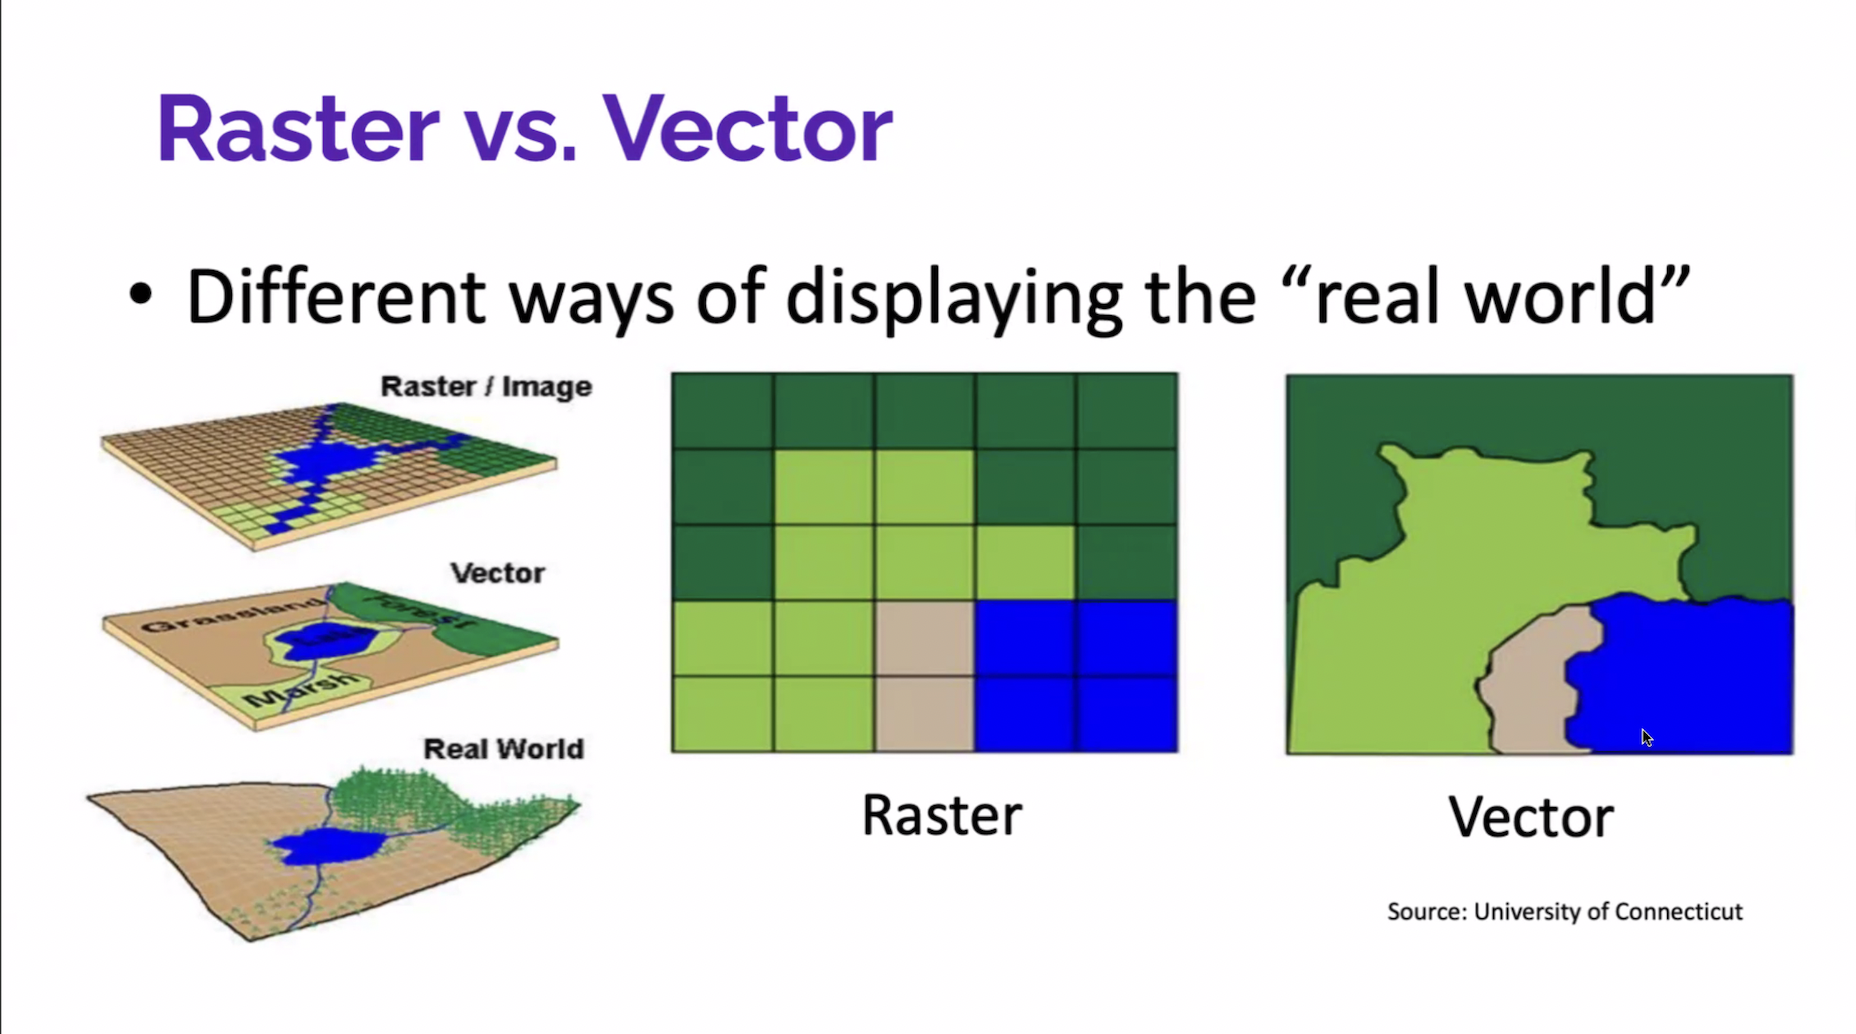 Raster vs. Vector
• Different ways of displaying the “real world”
Raster / Image
Vector
Grassland
Forest
Lake
Marsh
Real World
Raster
Vector
Source: University of Connecticut